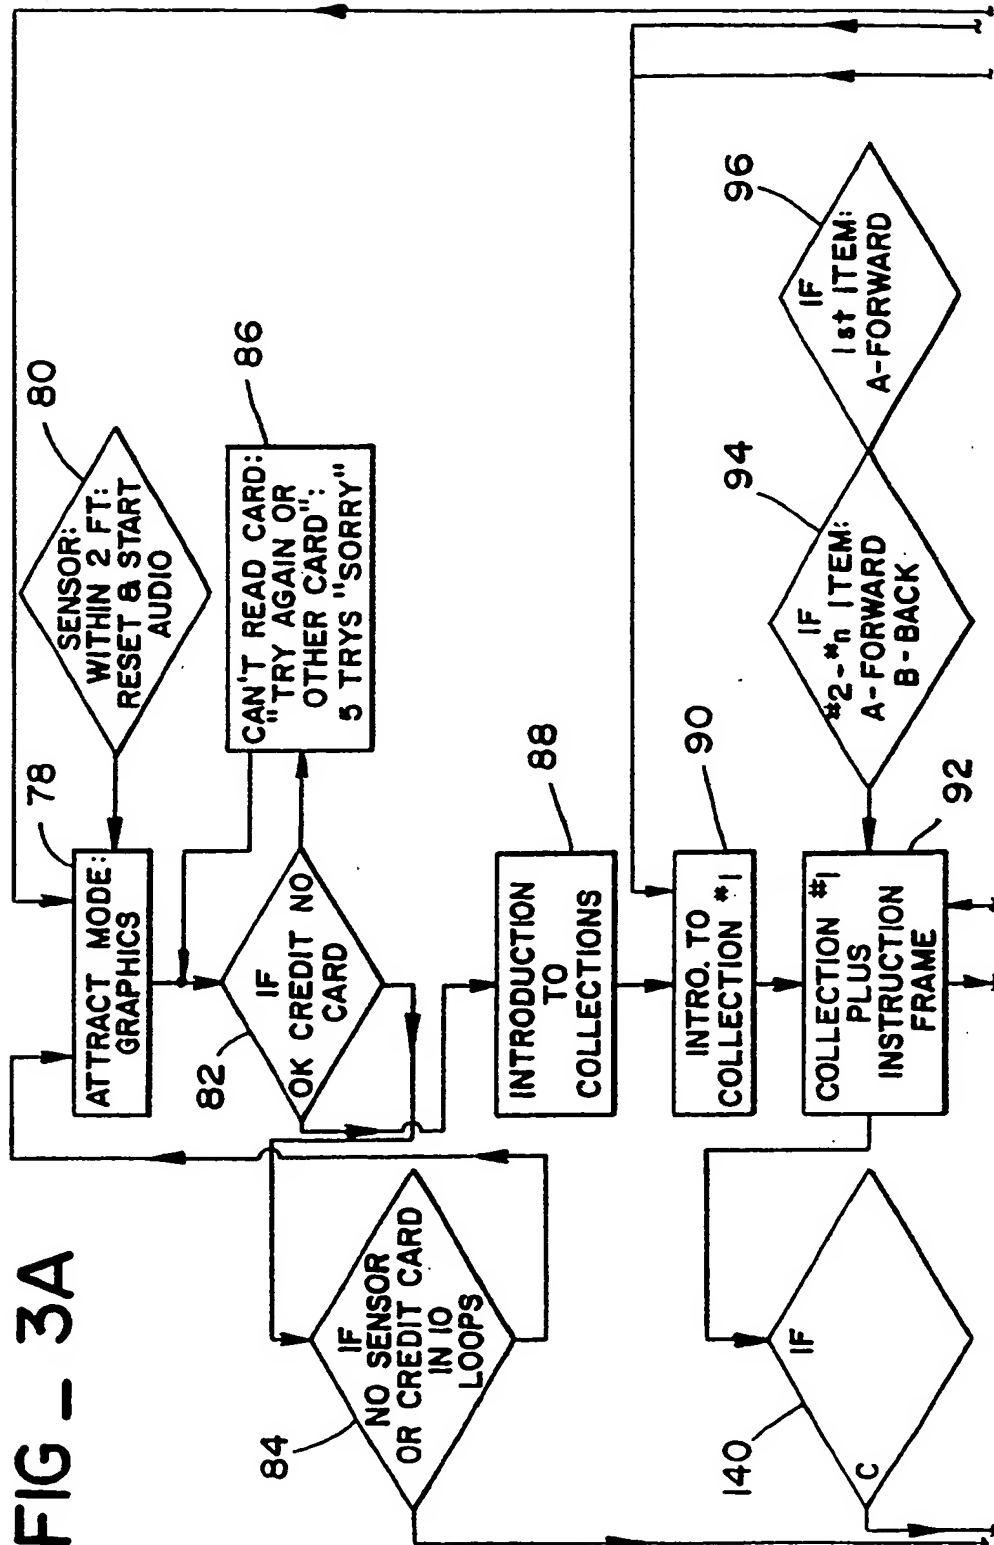 FIG – 3A
80
SENSOR:
WITHIN 2 FT:
RESET & START
AUDIO
78
ATTRACT MODE:
GRAPHICS
86
CAN'T READ CARD:
"TRY AGAIN OR
OTHER CARD":
5 TRYS "SORRY"
82
IF
OK CREDIT NO
CARD
84
IF
NO SENSOR
OR CREDIT CARD
IN 10
LOOPS
88
INTRODUCTION
TO
COLLECTIONS
90
INTRO. TO
COLLECTION #1
96
IF
1st ITEM:
A-FORWARD
94
IF
#2-#n ITEM:
A-FORWARD
B-BACK
92
COLLECTION #1
PLUS
INSTRUCTION
FRAME
140
IF
C